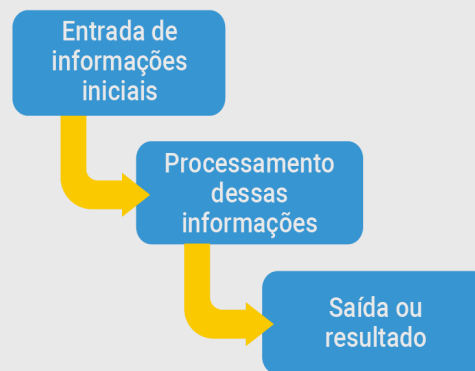 Entrada de
informações
iniciais
Processamento
dessas
informações
Saída ou
resultado